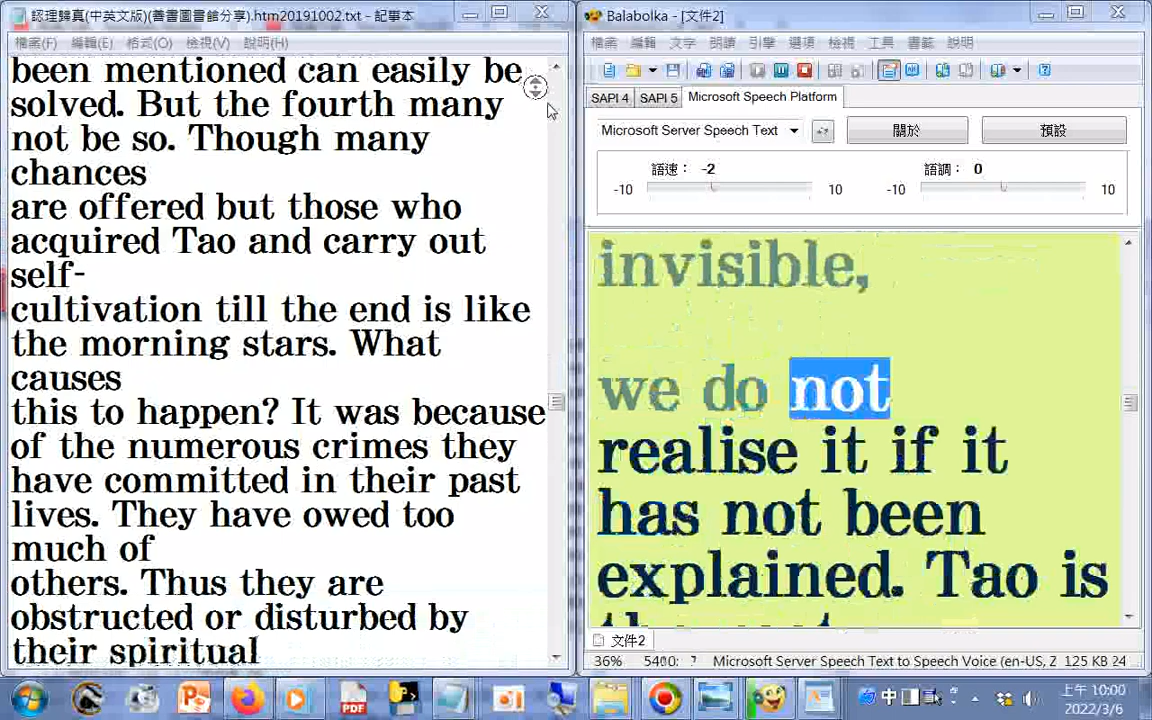 認理歸真(中英文版)(善書圖書館分享).htm20191002.txt - 記事本
檔案(F) 編輯(E) 格式(O) 檢視(V) 說明(H)
been mentioned can easily be
solved. But the fourth many
not be so. Though many
chances
are offered but those who
acquired Tao and carry out
self-
cultivation till the end is like
the morning stars. What
causes
this to happen? It was because
of the numerous crimes they
have committed in their past
lives. They have owed too
much of
others. Thus they are
obstructed or disturbed by
their spiritual
Balabolka - [文件2]
檔案 編輯 文字 朗讀 引擎 選項 檢視 工具 書籤 說明
SAPI 4 SAPI 5 Microsoft Speech Platform
Microsoft Server Speech Text 關於 預設
語速： -2 語調： 0
-10 10 -10 10
invisible,
we do not
realise it if it
has not been
explained. Tao is
文件2
36% Microsoft Server Speech Text to Speech Voice (en-US, Z 125 KB 24
PDF
中
上午 10:00
2022/3/6